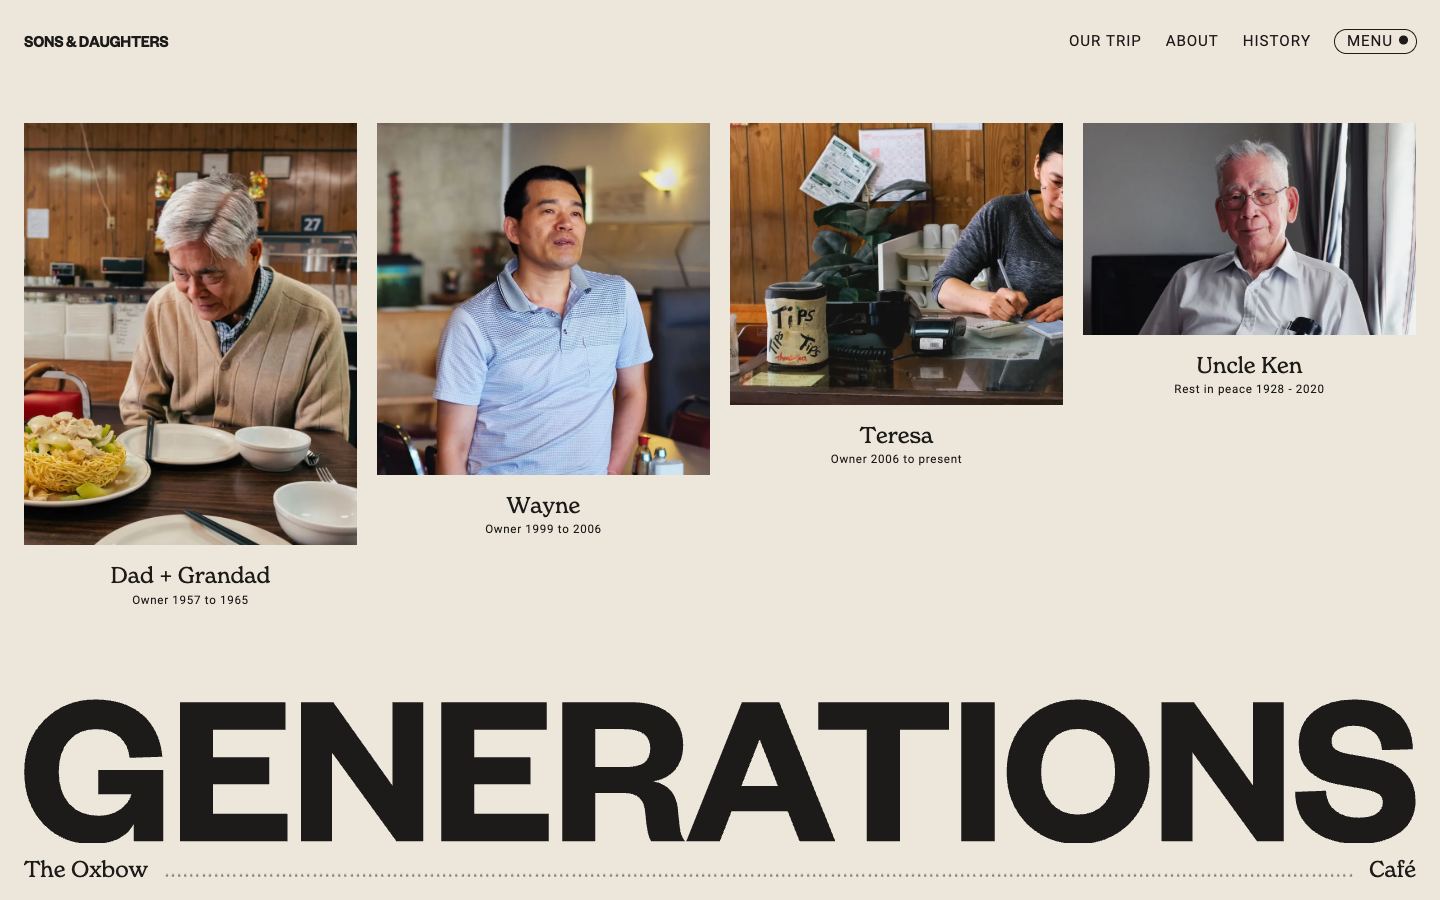 SONS & DAUGHTERS
OUR TRIP
ABOUT
HISTORY
MENU
27
TIPS
TIPS
TIPS
Dad + Grandad
Owner 1957 to 1965
Wayne
Owner 1999 to 2006
Teresa
Owner 2006 to present
Uncle Ken
Rest in peace 1928 - 2020
GENERATIONS
The Oxbow
Café